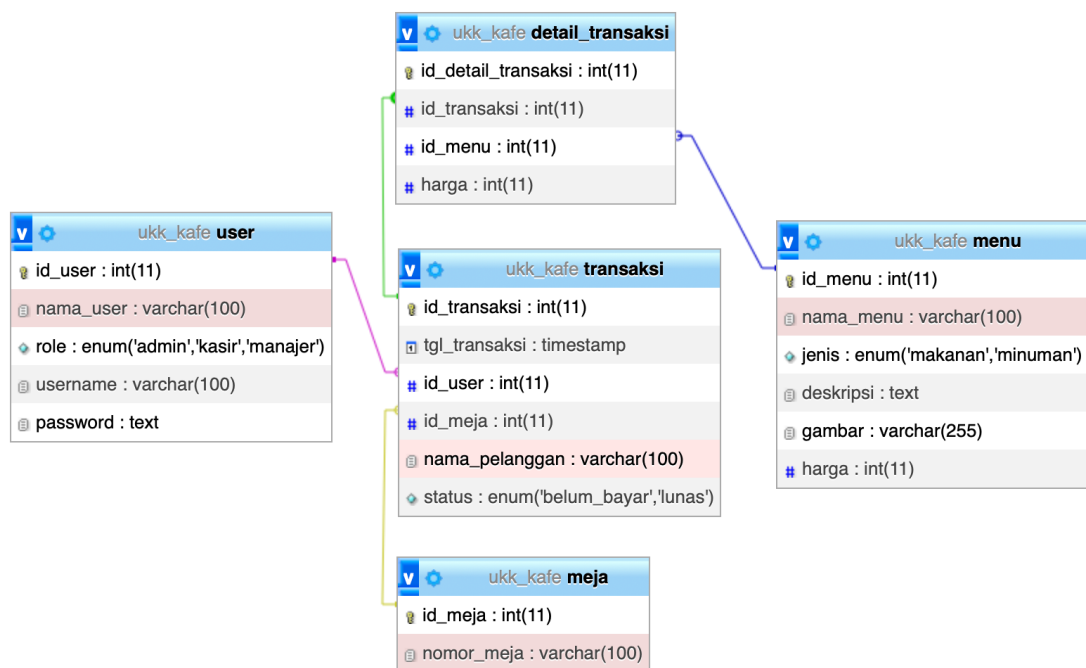 ukk_kafe detail_transaksi
id_detail_transaksi : int(11)
id_transaksi : int(11)
id_menu : int(11)
harga : int(11)
ukk_kafe user
id_user : int(11)
nama_user : varchar(100)
role : enum('admin','kasir','manajer')
username : varchar(100)
password : text
ukk_kafe transaksi
id_transaksi : int(11)
tgl_transaksi : timestamp
id_user : int(11)
id_meja : int(11)
nama_pelanggan : varchar(100)
status : enum('belum_bayar','lunas')
ukk_kafe menu
id_menu : int(11)
nama_menu : varchar(100)
jenis : enum('makanan','minuman')
deskripsi : text
gambar : varchar(255)
harga : int(11)
ukk_kafe meja
id_meja : int(11)
nomor_meja : varchar(100)